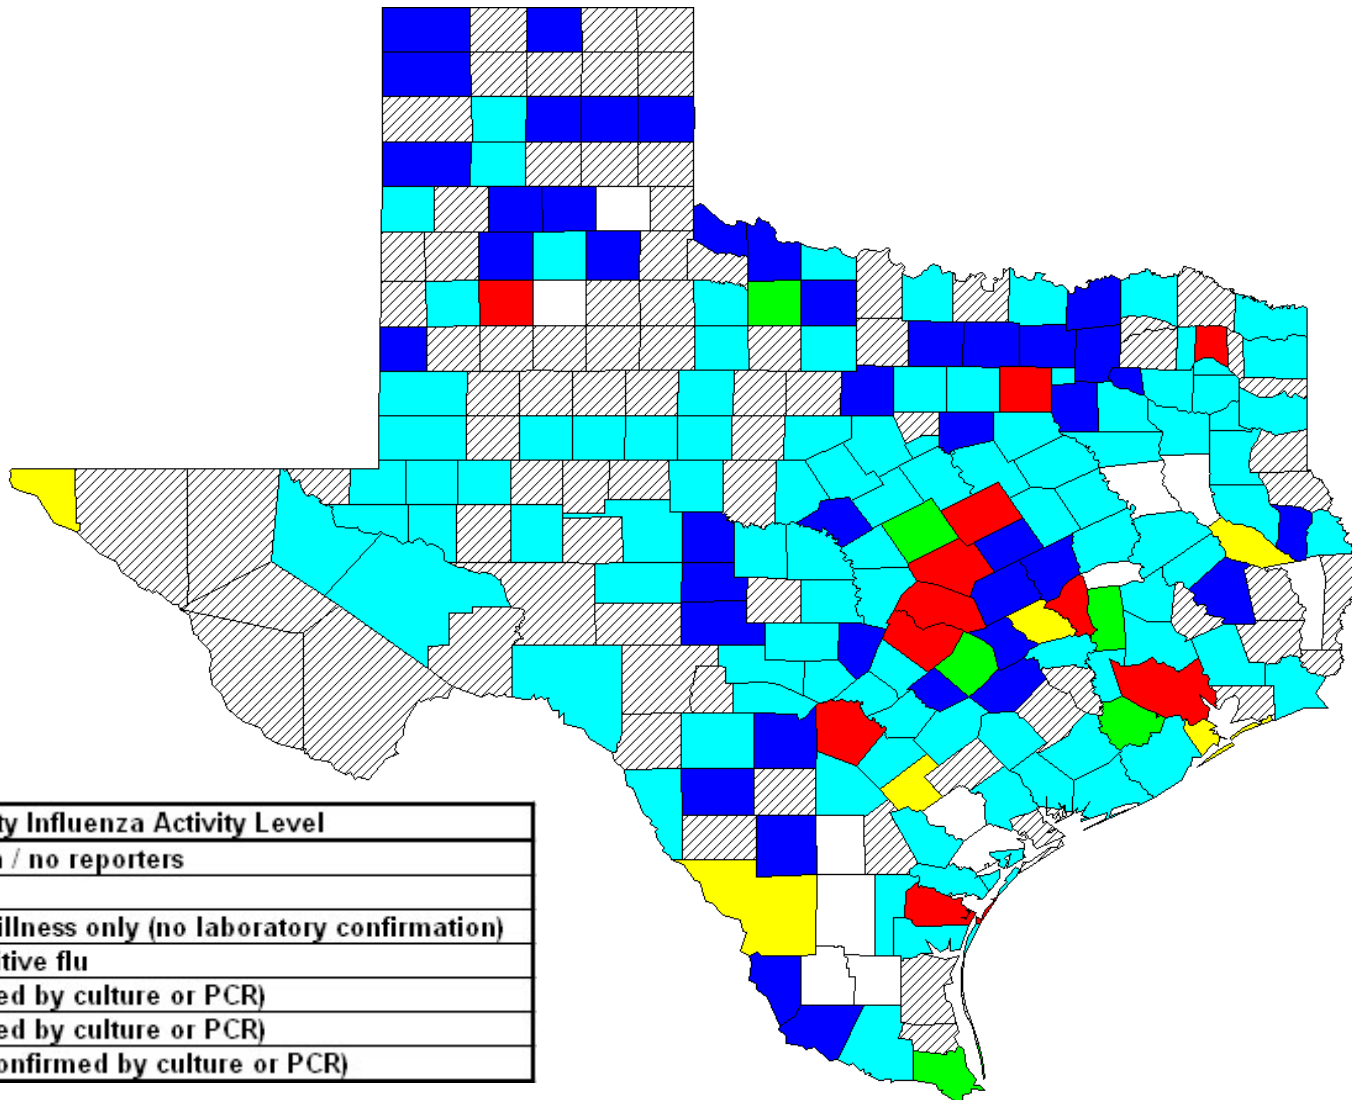 ty Influenza Activity Level
/ no reporters
illness only (no laboratory confirmation)
itive flu
ed by culture or PCR)
ed by culture or PCR)
onfirmed by culture or PCR)